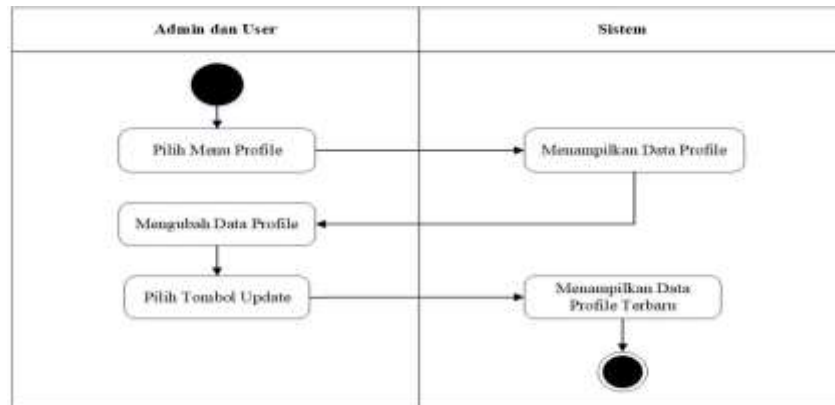 Admin dan User
Sistem
Pilih Menu Profile
Menampilkan Data Profile
Mengubah Data Profile
Pilih Tombol Update
Menampilkan Data
Profile Terbaru